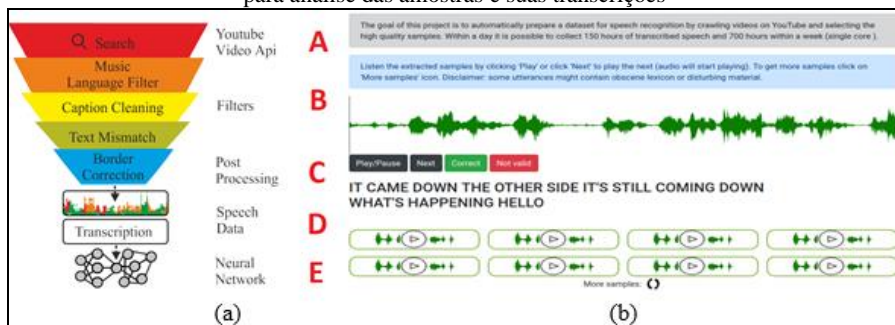 para análise das amostras e suas transcrições
Search
Music
Language Filter
Caption Cleaning
Text Mismatch
Border
Correction
Transcription
Youtube
Video Api
Filters
Post
Processing
Speech
Data
Neural
Network
(a)
A
The goal of this project is to automatically prepare a dataset for speech recognition by crawling videos on YouTube and selecting the
high quality samples. Within a day it is possible to collect 150 hours of transcribed speech and 700 hours within a week (single core ).
Listen the extracted samples by clicking 'Play' or click 'Next' to play the next (audio will start playing). To get more samples click on
'More samples' icon. Disclaimer: some utterances might contain obscene lexicon or disturbing material.
B
C
Play/Pause Next Correct Not valid
IT CAME DOWN THE OTHER SIDE IT'S STILL COMING DOWN
WHAT'S HAPPENING HELLO
D
E
More samples:
(b)